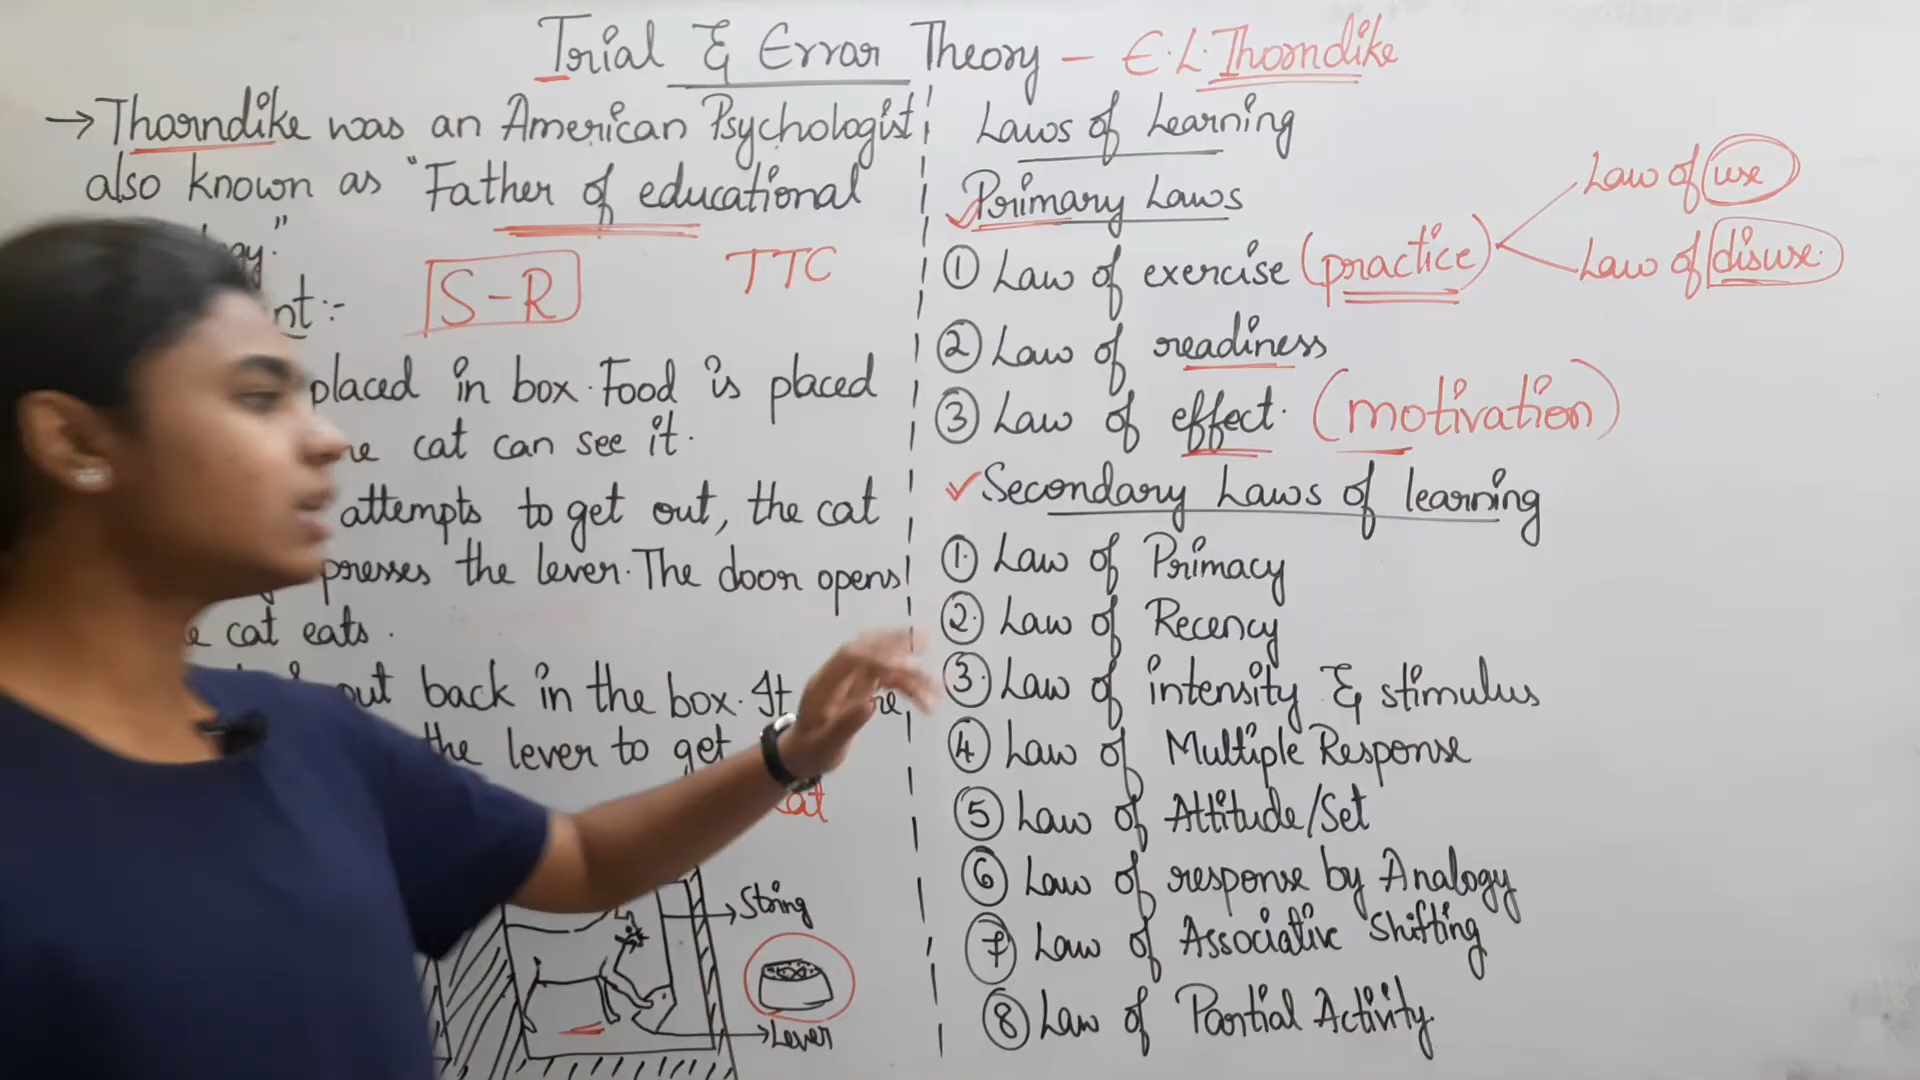 Trial & Error Theory - E.L.Thorndike
→ Thorndike was an American Psychologist
also known as "Father of educational
"
nt:-
S-R
TTC
placed in box. Food is placed
cat can see it.
attempts to get out, the cat
presses the lever. The door opens
cat eats.
back in the box. It
the lever to get
cat
String
Lever
Laws of Learning
✓Primary Laws
① Law of exercise (practice)
Law of use
Law of disuse.
② Law of readiness
③ Law of effect. (motivation)
✓Secondary Laws of learning
①. Law of Primacy
②. Law of Recency
③. Law of intensity & stimulus
④ Law of Multiple Response
⑤ Law of Attitude/Set
⑥ Law of response by Analogy
⑦ Law of Associative Shifting
⑧ Law of Partial Activity